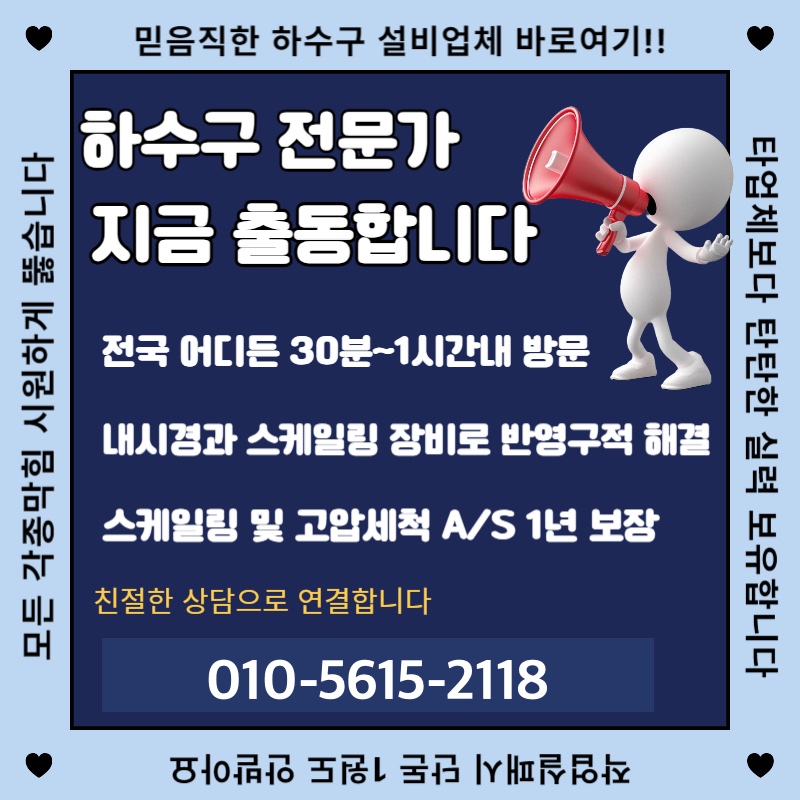 믿음직한 하수구 설비업체 바로여기!!
하수구 전문가
지금 출동합니다
전국 어디든 30분~1시간내 방문
내시경과 스케일링 장비로 반영구적 해결
스케일링 및 고압세척 A/S 1년 보장
친절한 상담으로 연결합니다
010-5615-2118
모든 각종막힘 시원하게 뚫습니다
타업체보다 탄탄한 실력 보유합니다
작업실패시 단돈 1원도 안받아요